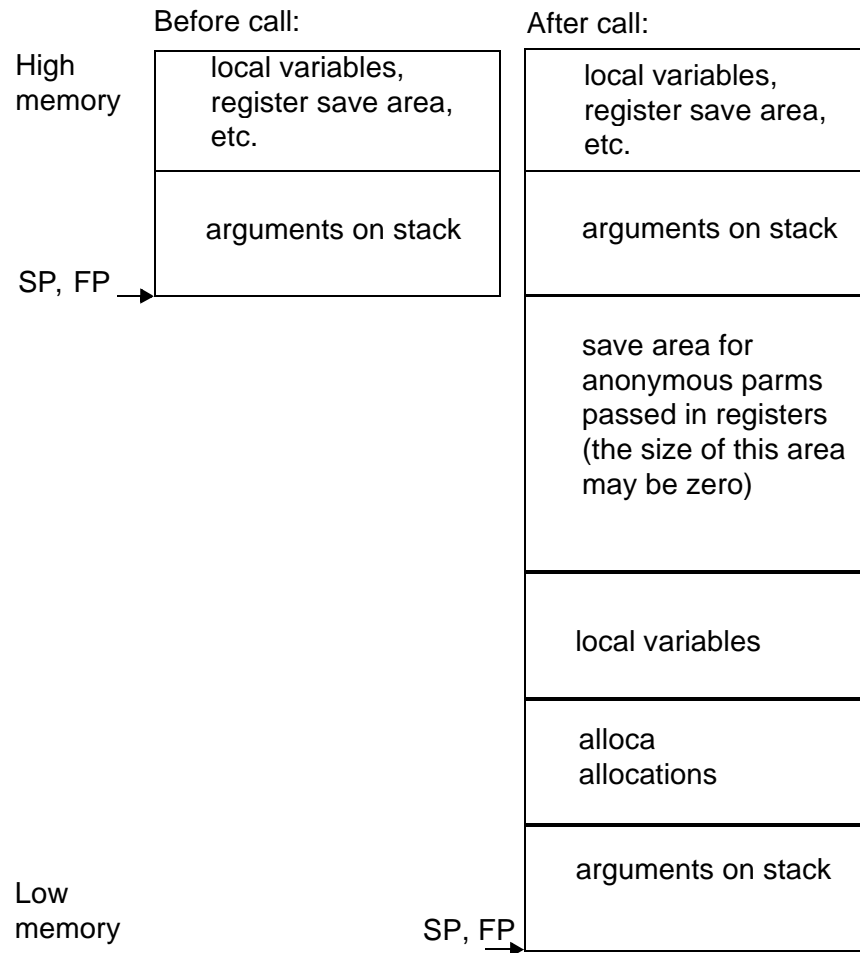 Before call:
After call:
High
memory
local variables,
register save area,
etc.
local variables,
register save area,
etc.
arguments on stack
arguments on stack
SP, FP
save area for
anonymous parms
passed in registers
(the size of this area
may be zero)
local variables
alloca
allocations
arguments on stack
Low
memory
SP, FP